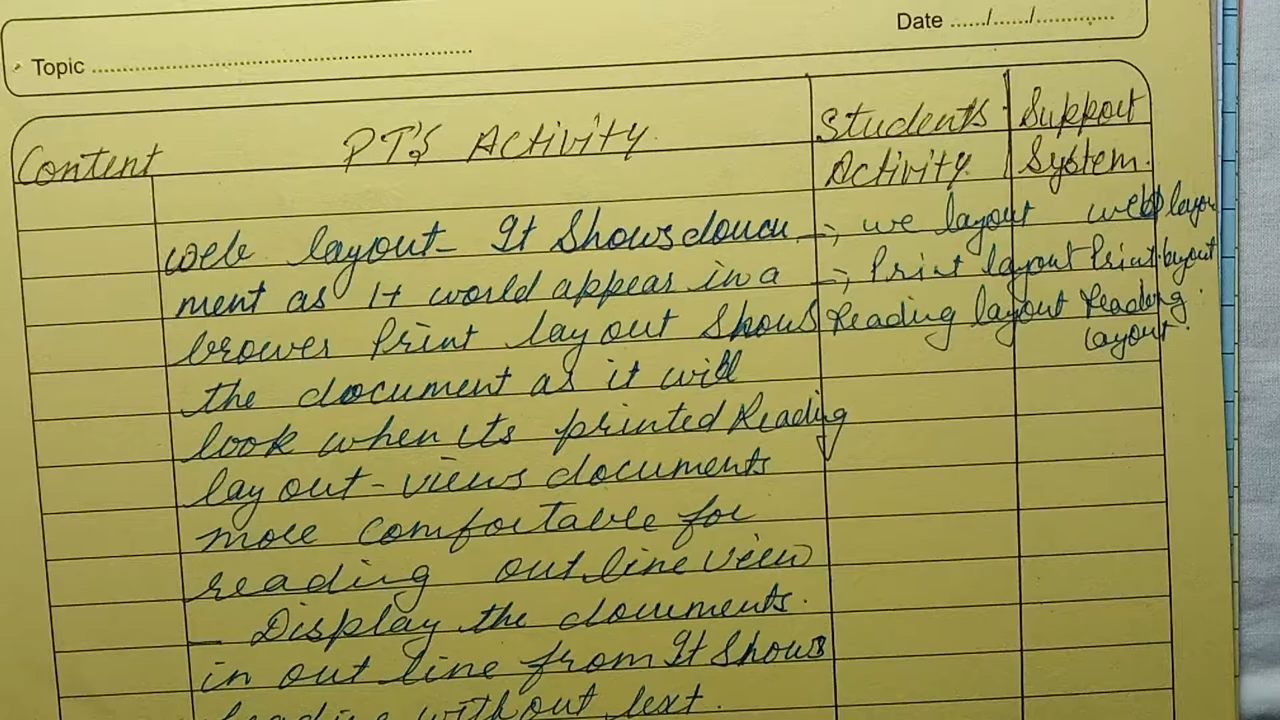 Date ....../....../...............
Topic
Content PT'S Activity. Students Activity Support System.
web layout - It Shows docu - ; we layout web layou
ment as it world appears in a - ; Print layout Print layout
brower Print layout Shows Reading layout Reading layout.
the document as it will
look when its printed Reading
layout - views documents
more comfortable for
reading out line view
- Display the documents.
in out line from It Shows
heading without text.